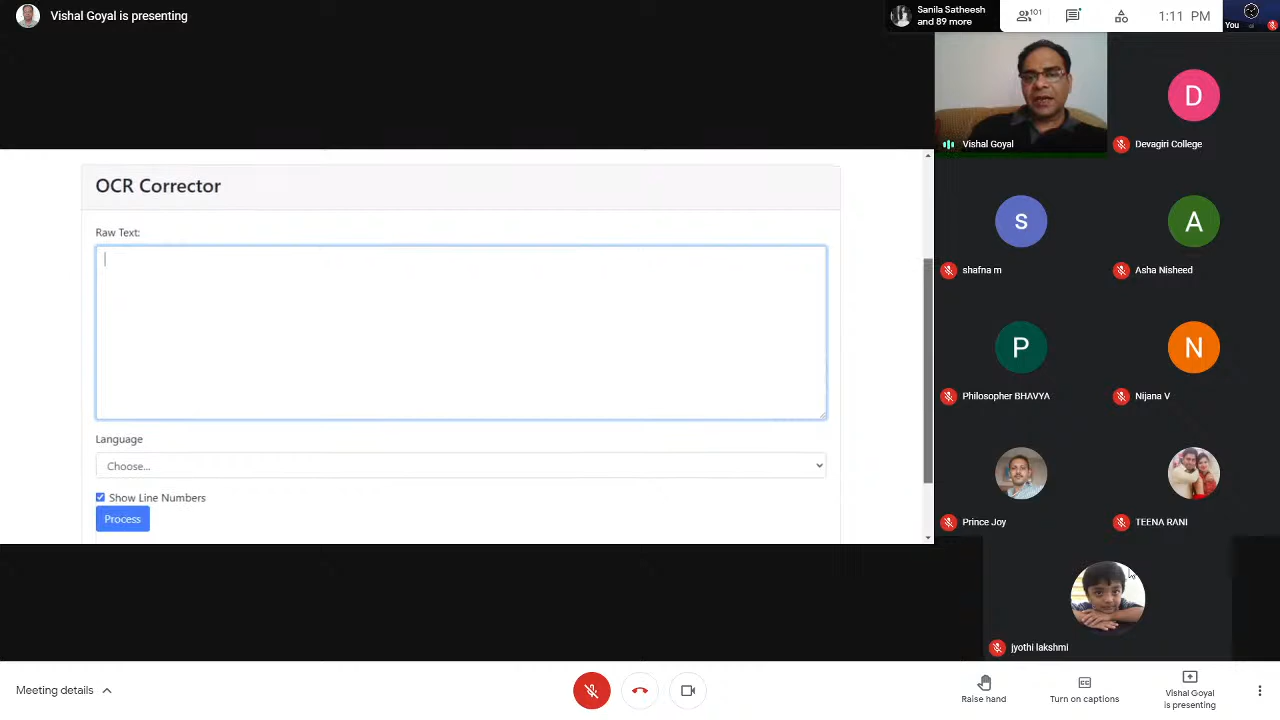 Vishal Goyal is presenting
Sanila Satheesh
and 89 more
101
1:11 PM
You
OCR Corrector
Raw Text:
Language
Choose...
Show Line Numbers
Process
Vishal Goyal
D
Devagiri College
s
shafna m
A
Asha Nisheed
P
Philosopher BHAVYA
N
Nijana V
Prince Joy
TEENA RANI
jyothi lakshmi
Meeting details
Raise hand
Turn on captions
Vishal Goyal
is presenting